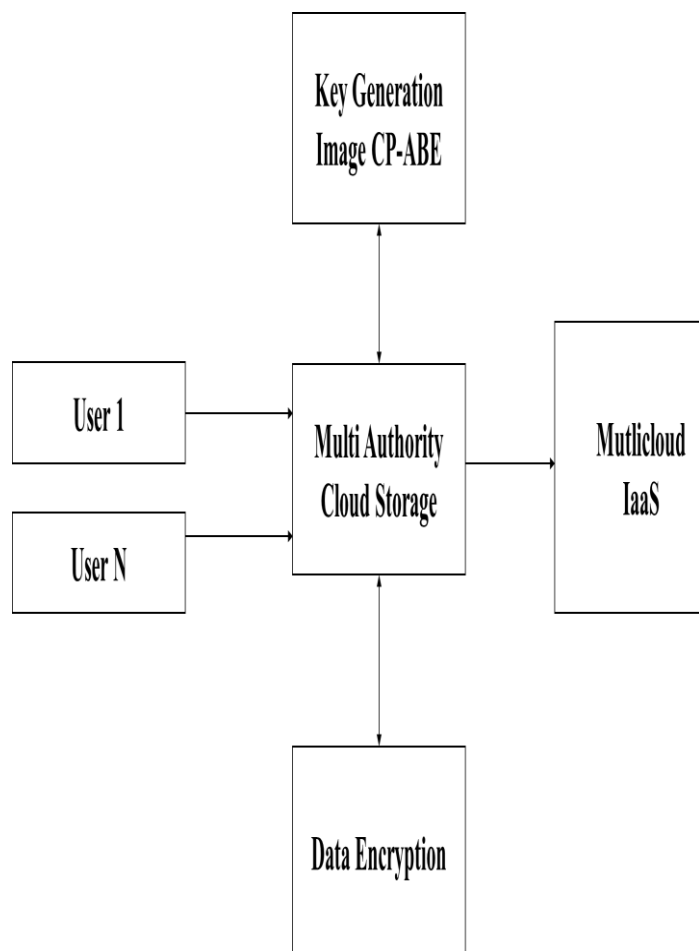 Key Generation
Image CP-ABE
User 1
Multi Authority
Cloud Storage
Mutlicloud
IaaS
User N
Data Encryption